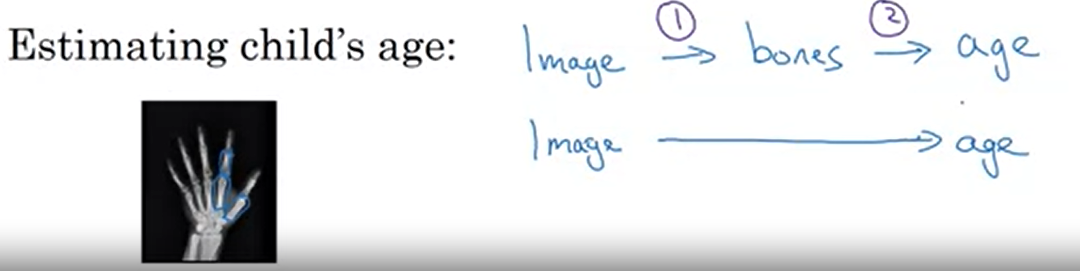 Estimating child's age:
Image ① → bones ② → age
Image → age